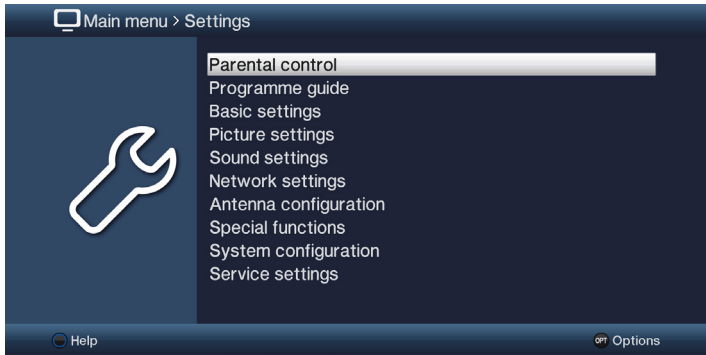 Main menu > Settings
Parental control
Programme guide
Basic settings
Picture settings
Sound settings
Network settings
Antenna configuration
Special functions
System configuration
Service settings
Help OPT Options